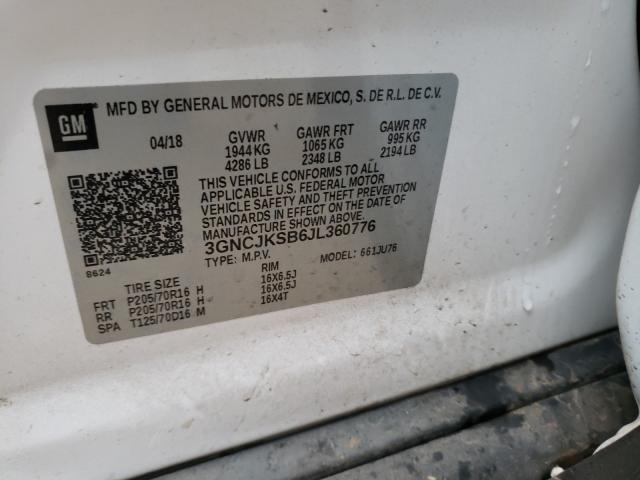 GM
MFD BY GENERAL MOTORS DE MEXICO, S. DE R.L. DE C.V.
04/18 GVWR GAWR FRT GAWR RR
1944 KG 1065 KG 995 KG
4286 LB 2348 LB 2194 LB
THIS VEHICLE CONFORMS TO ALL
APPLICABLE U.S. FEDERAL MOTOR
VEHICLE SAFETY AND THEFT
PREVENTION STANDARDS IN
EFFECT ON THE DATE OF
MANUFACTURE SHOWN ABOVE.
3GNCJKSB6JL360776
TYPE: M.P.V. MODEL: 661JU76
8624
TIRE SIZE RIM
FRT P205/70R16 H 16X6.5J
RR P205/70R16 H 16X6.5J
SPA T125/70D16 M 16X4T